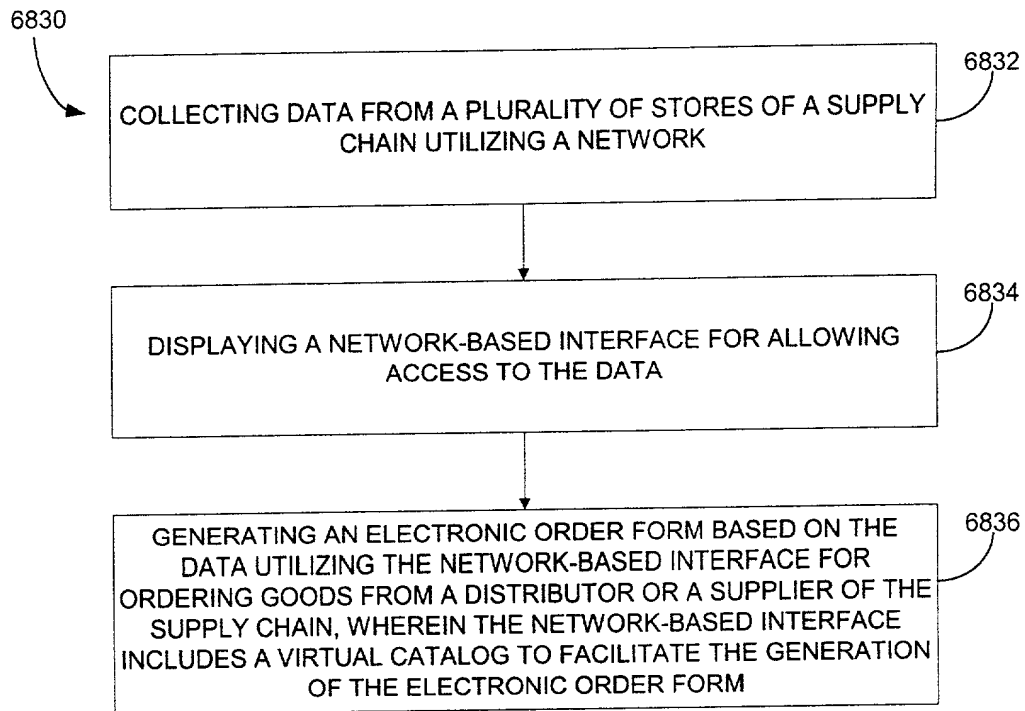 6830
6832
COLLECTING DATA FROM A PLURALITY OF STORES OF A SUPPLY
CHAIN UTILIZING A NETWORK
6834
DISPLAYING A NETWORK-BASED INTERFACE FOR ALLOWING
ACCESS TO THE DATA
6836
GENERATING AN ELECTRONIC ORDER FORM BASED ON THE
DATA UTILIZING THE NETWORK-BASED INTERFACE FOR
ORDERING GOODS FROM A DISTRIBUTOR OR A SUPPLIER OF THE
SUPPLY CHAIN, WHEREIN THE NETWORK-BASED INTERFACE
INCLUDES A VIRTUAL CATALOG TO FACILITATE THE GENERATION
OF THE ELECTRONIC ORDER FORM